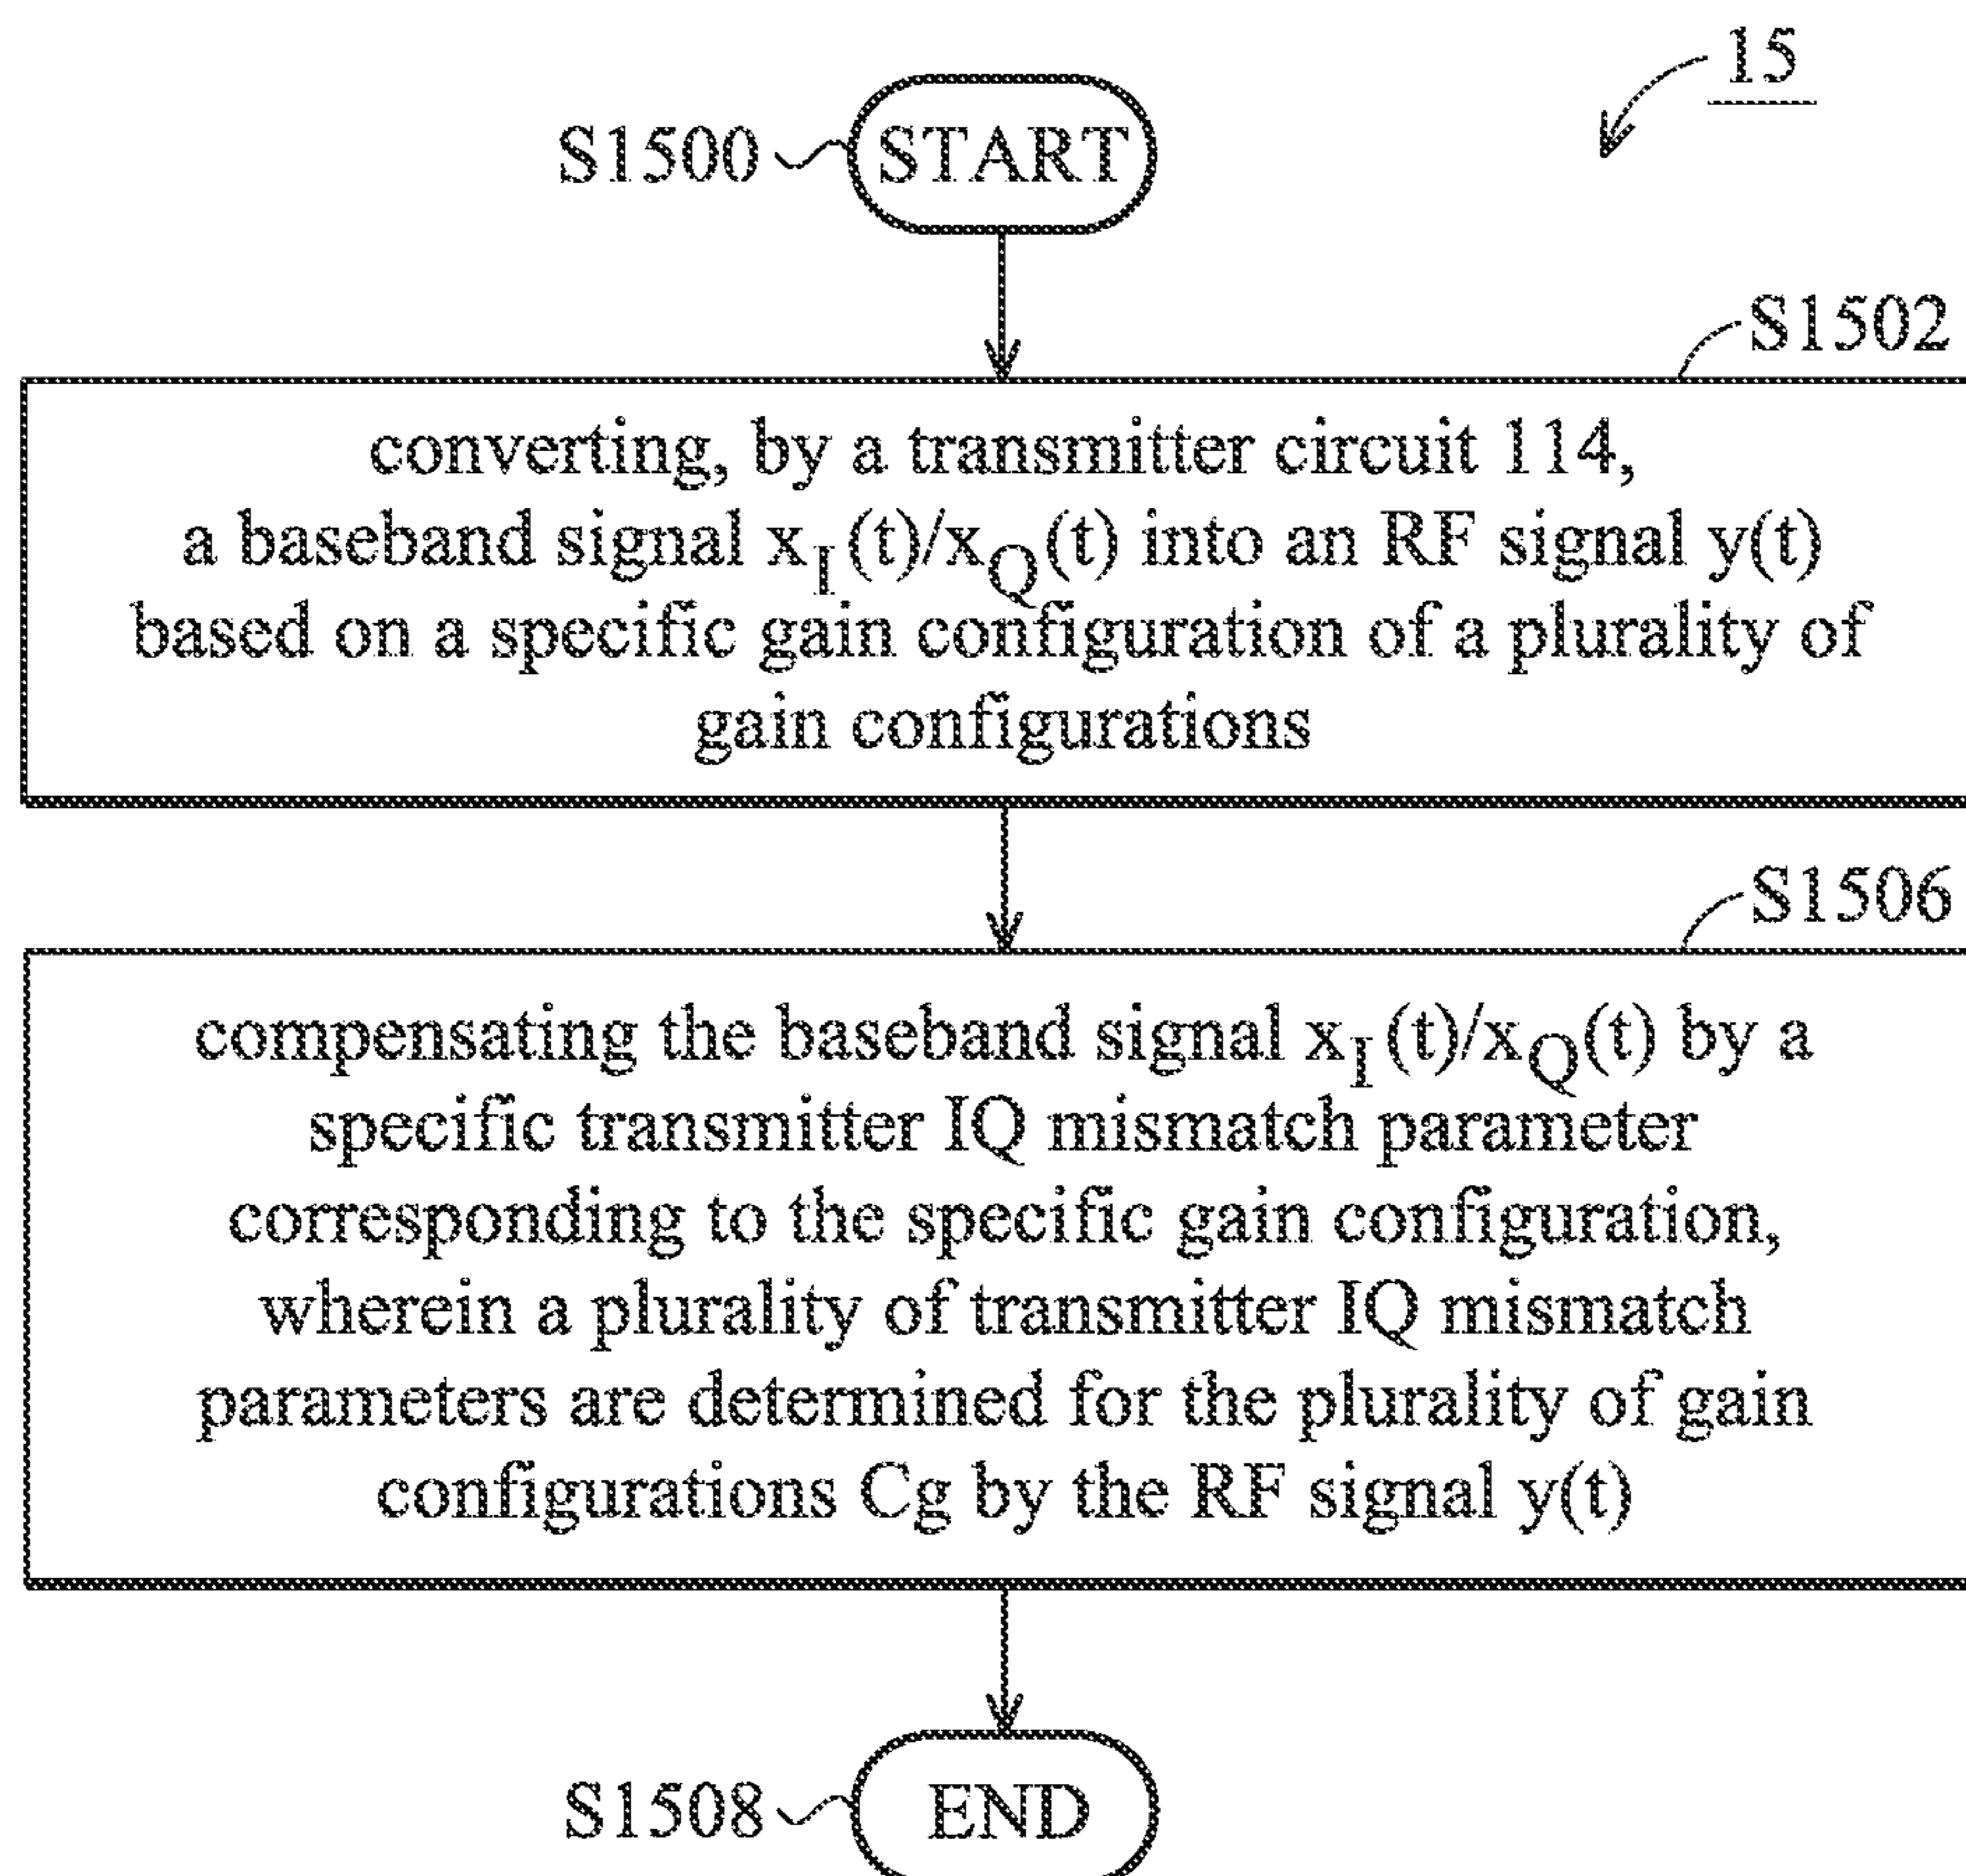 15
S1500
START
S1502
converting, by a transmitter circuit 114,
a baseband signal x_I(t)/x_Q(t) into an RF signal y(t)
based on a specific gain configuration of a plurality of
gain configurations
S1506
compensating the baseband signal x_I(t)/x_Q(t) by a
specific transmitter IQ mismatch parameter
corresponding to the specific gain configuration,
wherein a plurality of transmitter IQ mismatch
parameters are determined for the plurality of gain
configurations Cg by the RF signal y(t)
S1508
END